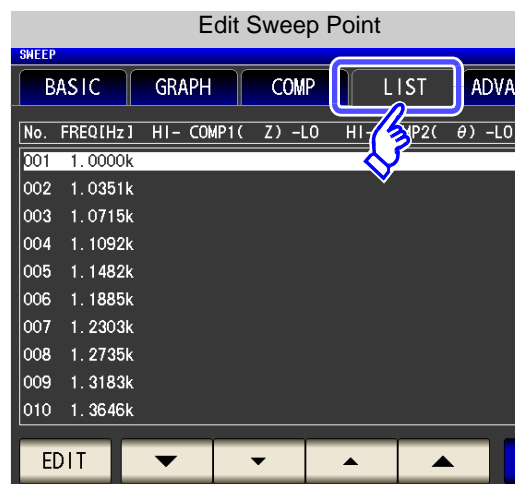 Edit Sweep Point
SWEEP
BASIC GRAPH COMP LIST ADVA
No. FREQ[Hz] HI- COMP1( Z) -LO HI- MP2( θ) -LO
001 1.0000k
002 1.0351k
003 1.0715k
004 1.1092k
005 1.1482k
006 1.1885k
007 1.2303k
008 1.2735k
009 1.3183k
010 1.3646k
EDIT